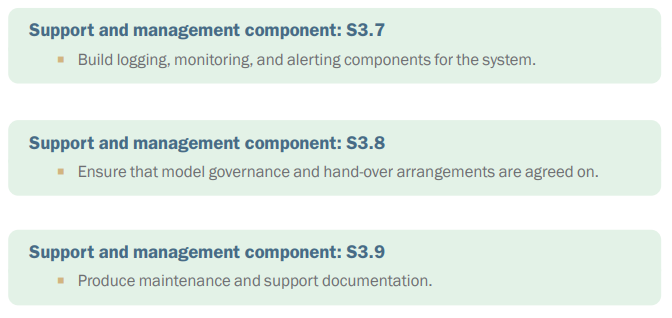 Support and management component: S3.7
▪ Build logging, monitoring, and alerting components for the system.
Support and management component: S3.8
▪ Ensure that model governance and hand-over arrangements are agreed on.
Support and management component: S3.9
▪ Produce maintenance and support documentation.